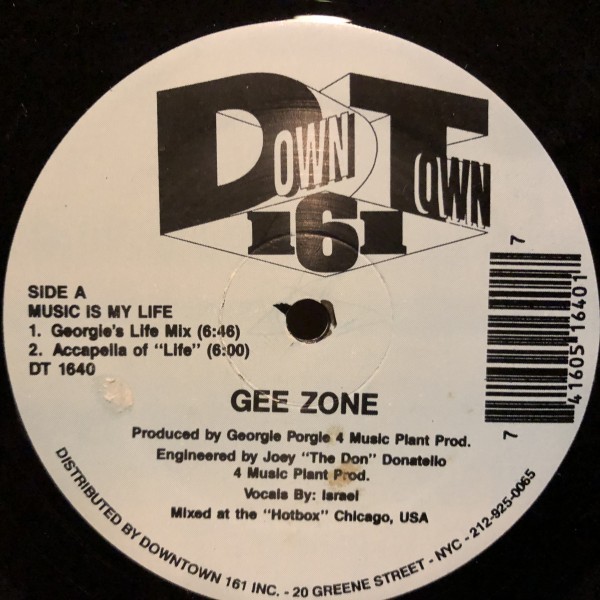 DOWN TOWN
161
SIDE A
MUSIC IS MY LIFE
1. Georgie's Life Mix (6:46)
2. Accapella of "Life" (6:00)
DT 1640
7 41605 16401 7
GEE ZONE
Produced by Georgie Porgie 4 Music Plant Prod.
Engineered by Joey "The Don" Donatello
4 Music Plant Prod.
Vocals By: Israel
Mixed at the "Hotbox" Chicago, USA
DISTRIBUTED BY DOWNTOWN 161 INC. - 20 GREENE STREET - NYC - 212-925-0065